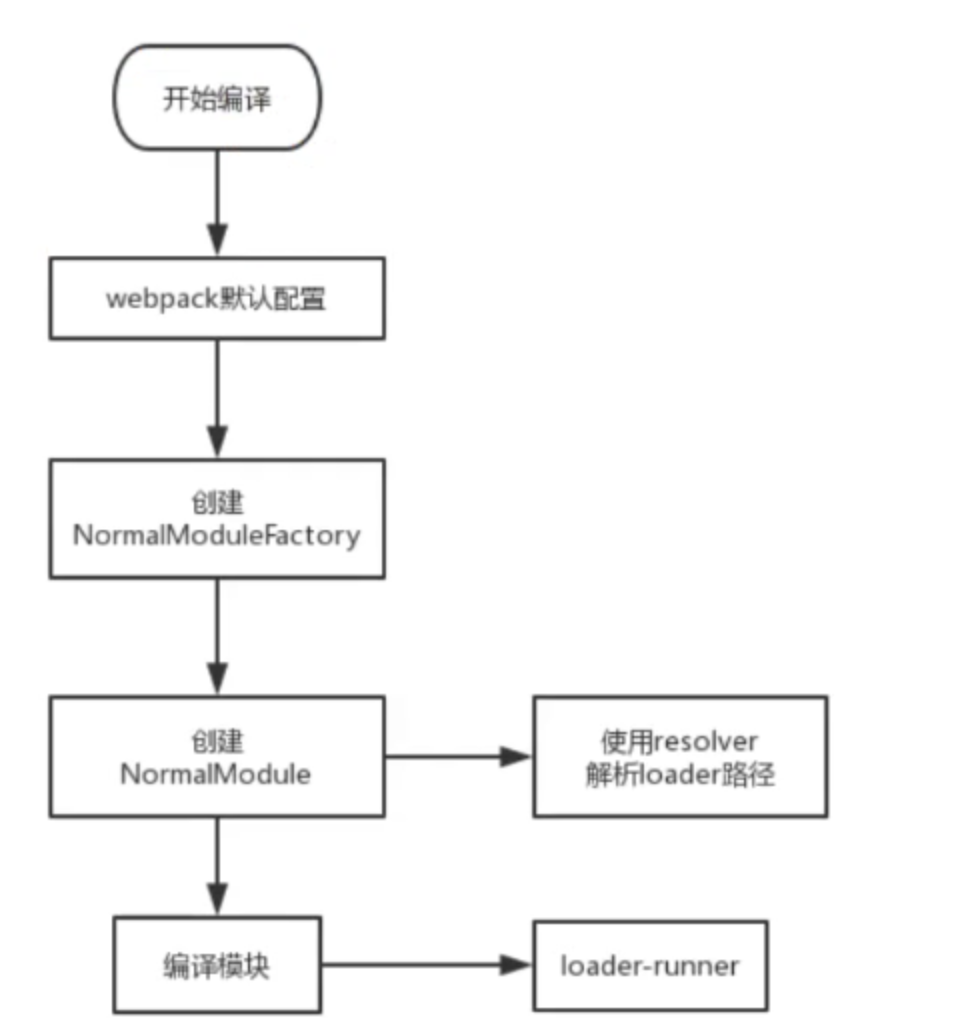 开始编译
webpack默认配置
创建
NormalModuleFactory
创建
NormalModule
使用resolver
解析loader路径
编译模块
loader-runner